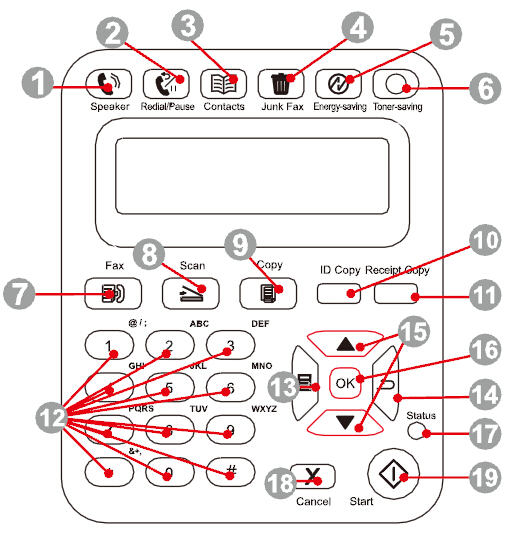 1 2 3 4 5 6
Speaker Redial/Pause Contacts Junk Fax Energy-saving Toner-saving
7 8 9 10 11
Fax Scan Copy ID Copy Receipt Copy
@/: ABC DEF
1 2 3
GHI JKL MNO
5 6
12 13 OK 14 15 16
PQRS TUV WXYZ
8 9
Status
17
&+,
0 #
18 X 19
Cancel Start